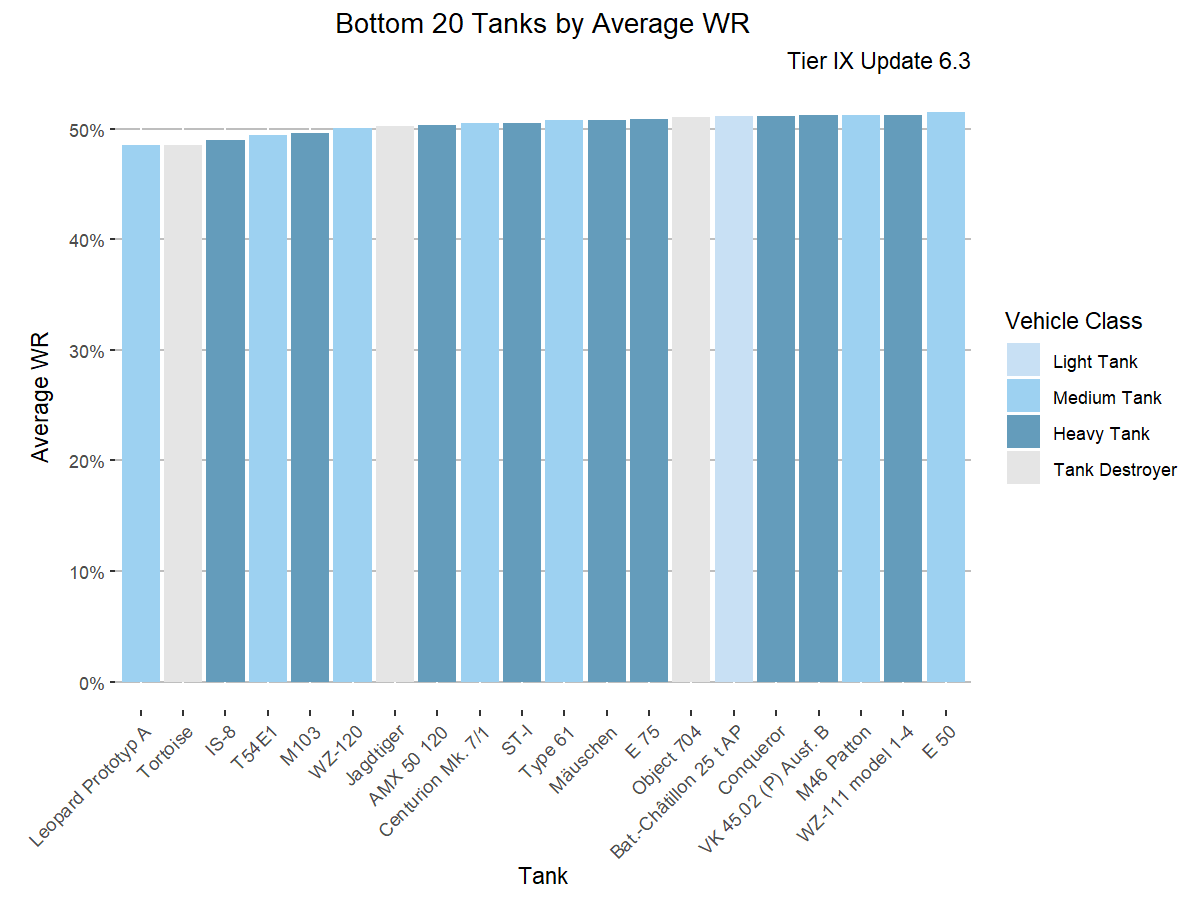 Bottom 20 Tanks by Average WR
Tier IX Update 6.3
50%
40%
30%
20%
10%
0%
Average WR
Leopard Prototyp A
Tortoise
IS-8
T54E1
M103
WZ-120
Jagdtiger
AMX 50 120
Centurion Mk. 7/1
ST-I
Type 61
Mäuschen
E 75
Object 704
Bat.-Châtillon 25 t AP
Conqueror
VK 45.02 (P) Ausf. B
M46 Patton
WZ-111 model 1-4
E 50
Tank
Vehicle Class
Light Tank
Medium Tank
Heavy Tank
Tank Destroyer